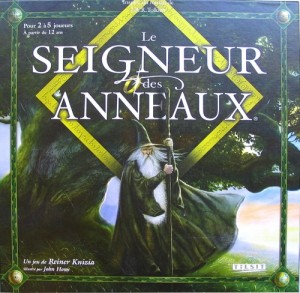 Pour 2 à 5 joueurs
à partir de 12 ans
Le
SEIGNEUR
des
ANNEAUX
Un jeu de Reiner Knizia
illustré par John Howe
TILSIT